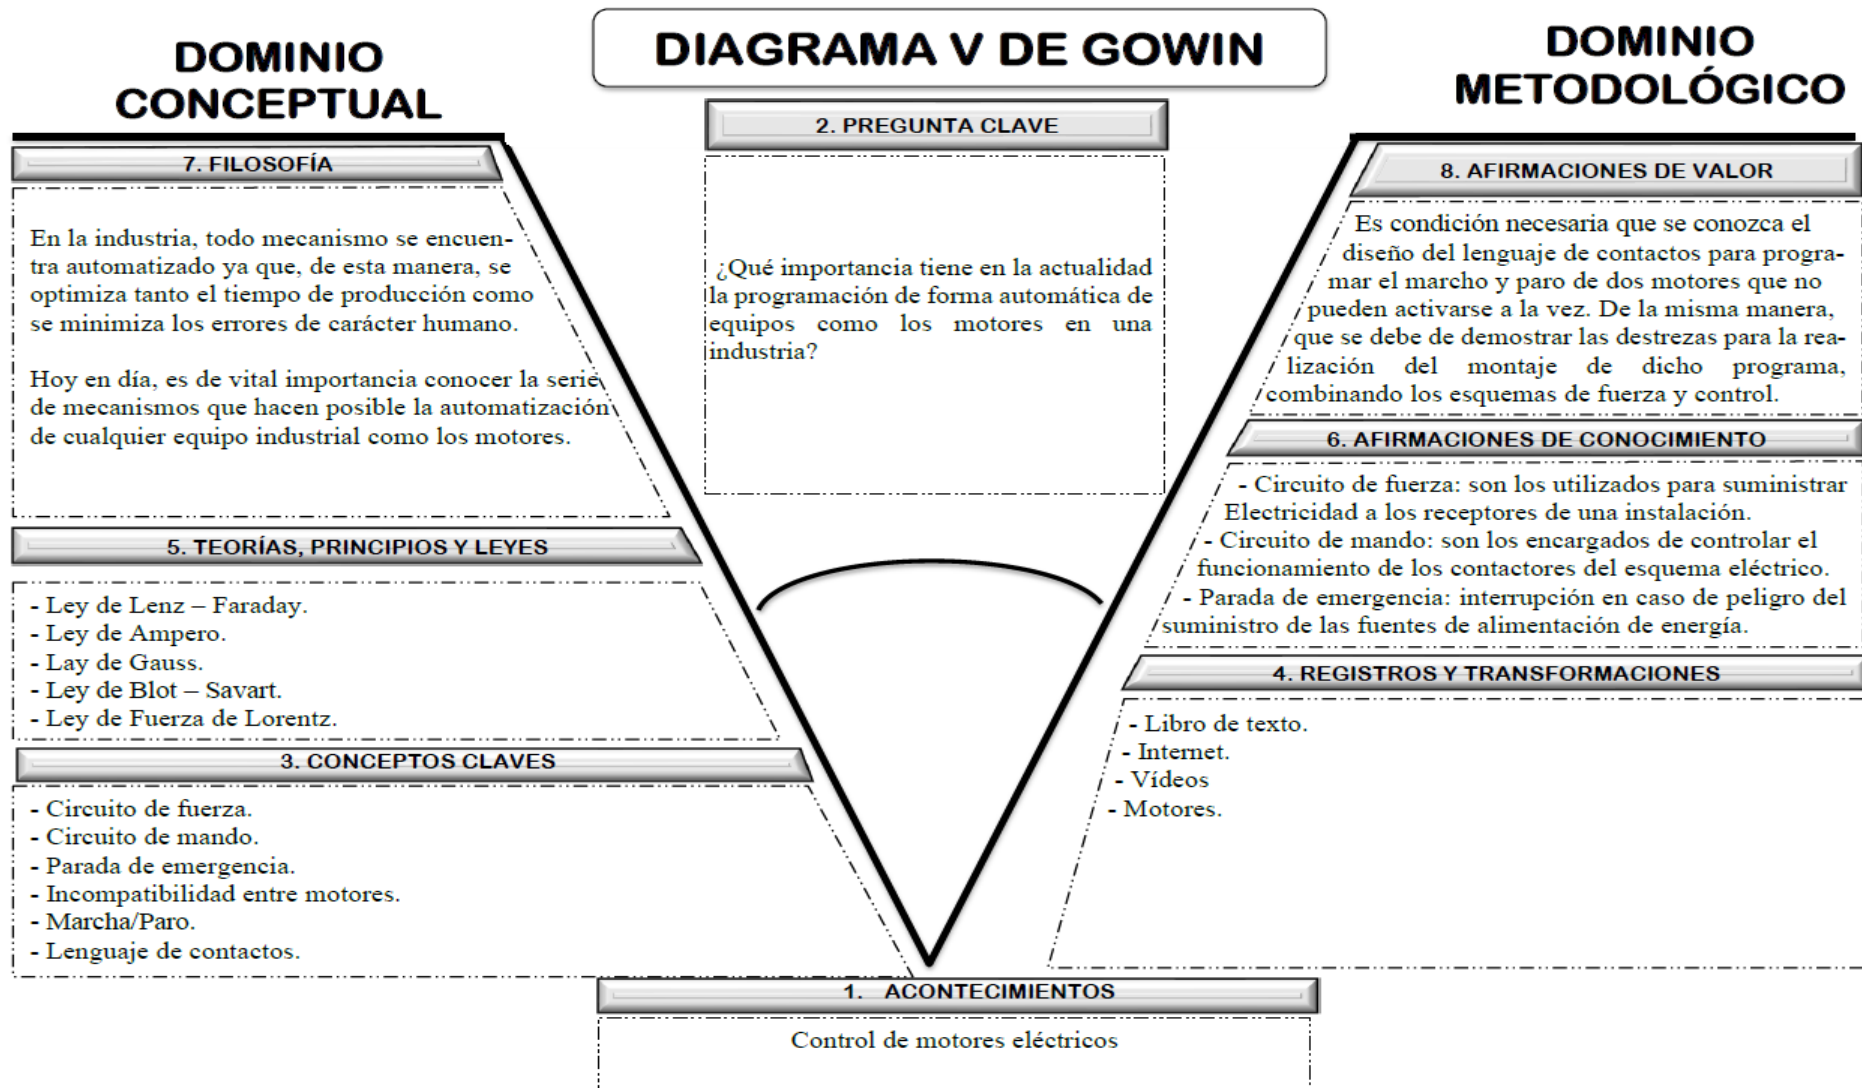 DIAGRAMA V DE GOWIN
DOMINIO
CONCEPTUAL
7. FILOSOFÍA
En la industria, todo mecanismo se encuen-
tra automatizado ya que, de esta manera, se
optimiza tanto el tiempo de producción como
se minimiza los errores de carácter humano.
Hoy en día, es de vital importancia conocer la serie
de mecanismos que hacen posible la automatización
de cualquier equipo industrial como los motores.
5. TEORÍAS, PRINCIPIOS Y LEYES
- Ley de Lenz – Faraday.
- Ley de Ampero.
- Lay de Gauss.
- Ley de Blot – Savart.
- Ley de Fuerza de Lorentz.
3. CONCEPTOS CLAVES
- Circuito de fuerza.
- Circuito de mando.
- Parada de emergencia.
- Incompatibilidad entre motores.
- Marcha/Paro.
- Lenguaje de contactos.
2. PREGUNTA CLAVE
¿Qué importancia tiene en la actualidad
la programación de forma automática de
equipos como los motores en una
industria?
DOMINIO
METODOLÓGICO
8. AFIRMACIONES DE VALOR
Es condición necesaria que se conozca el
diseño del lenguaje de contactos para progra-
mar el marcho y paro de dos motores que no
pueden activarse a la vez. De la misma manera,
que se debe de demostrar las destrezas para la rea-
lización del montaje de dicho programa,
combinando los esquemas de fuerza y control.
6. AFIRMACIONES DE CONOCIMIENTO
- Circuito de fuerza: son los utilizados para suministrar
Electricidad a los receptores de una instalación.
- Circuito de mando: son los encargados de controlar el
funcionamiento de los contactores del esquema eléctrico.
- Parada de emergencia: interrupción en caso de peligro del
suministro de las fuentes de alimentación de energía.
4. REGISTROS Y TRANSFORMACIONES
- Libro de texto.
- Internet.
- Vídeos
- Motores.
1. ACONTECIMIENTOS
Control de motores eléctricos